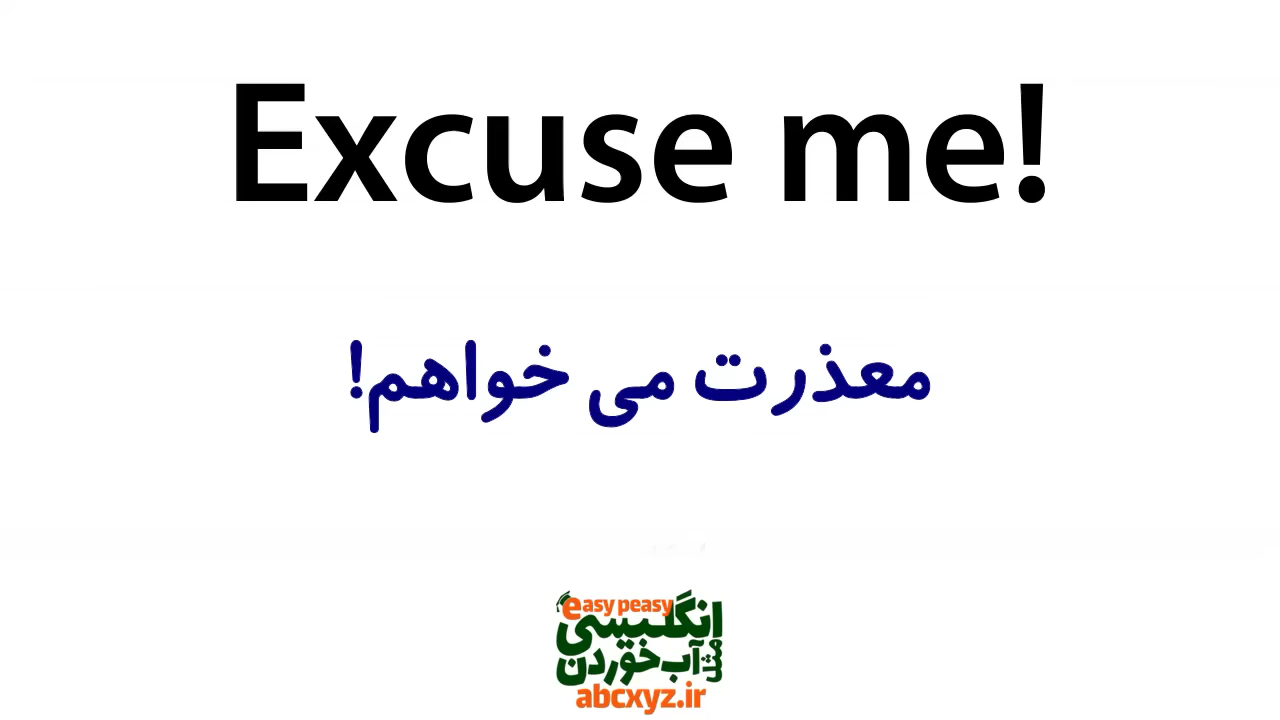 Excuse me!
معذرت می خواهم!
easy peasy
انگلیسی
مثل آب خوردن
abcxyz.ir